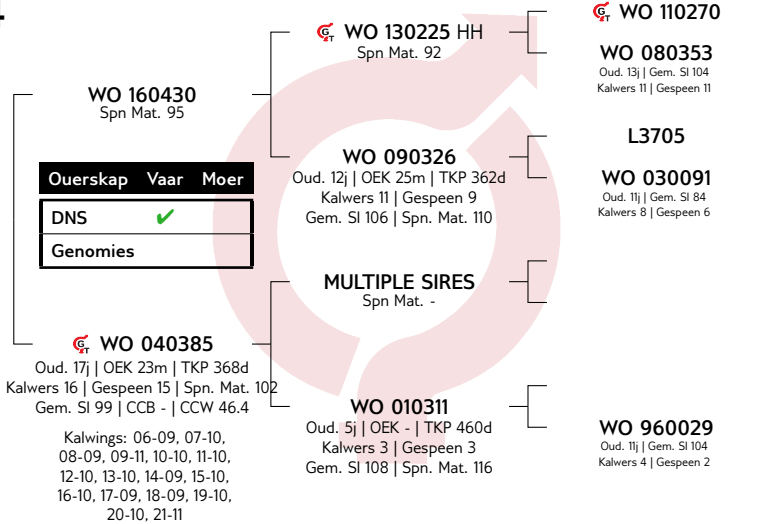 WO 160430
Spn Mat. 95
Ouerskap Vaar Moer
DNS ✔
Genomies
GT WO 040385
Oud. 17j | OEK 23m | TKP 368d
Kalwers 16 | Gespeen 15 | Spn. Mat. 102
Gem. SI 99 | CCB - | CCW 46.4
Kalwings: 06-09, 07-10,
08-09, 09-11, 10-10, 11-10,
12-10, 13-10, 14-09, 15-10,
16-10, 17-09, 18-09, 19-10,
20-10, 21-11
GT WO 130225 HH
Spn Mat. 92
WO 090326
Oud. 12j | OEK 25m | TKP 362d
Kalwers 11 | Gespeen 9
Gem. SI 106 | Spn. Mat. 110
MULTIPLE SIRES
Spn Mat. -
WO 010311
Oud. 5j | OEK - | TKP 460d
Kalwers 3 | Gespeen 3
Gem. SI 108 | Spn. Mat. 116
GT WO 110270
WO 080353
Oud. 13j | Gem. SI 104
Kalwers 11 | Gespeen 11
L3705
WO 030091
Oud. 11j | Gem. SI 84
Kalwers 8 | Gespeen 6
WO 960029
Oud. 11j | Gem. SI 104
Kalwers 4 | Gespeen 2